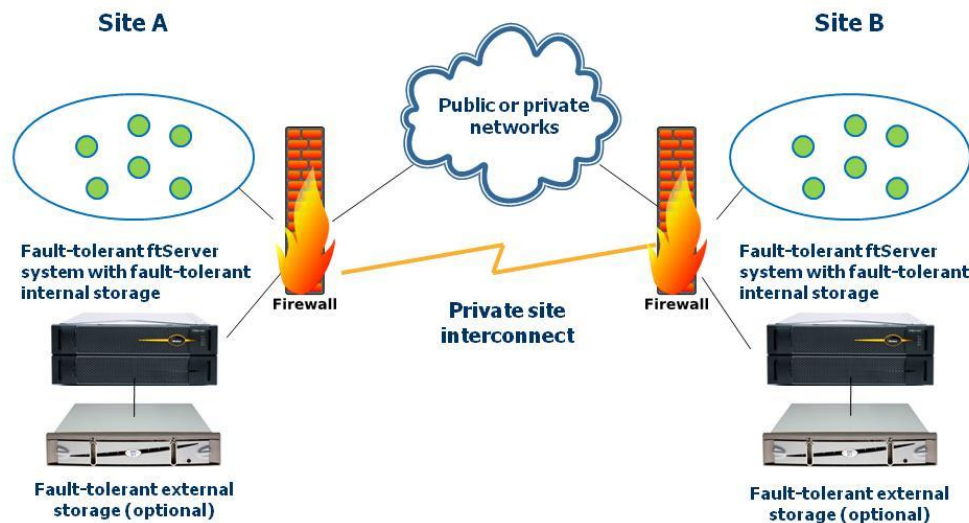 Site A
Site B
Public or private
networks
Fault-tolerant ftServer
system with fault-tolerant
internal storage
Firewall
Private site
interconnect
Firewall
Fault-tolerant ftServer
system with fault-tolerant
internal storage
Fault-tolerant external
storage (optional)
Fault-tolerant external
storage (optional)